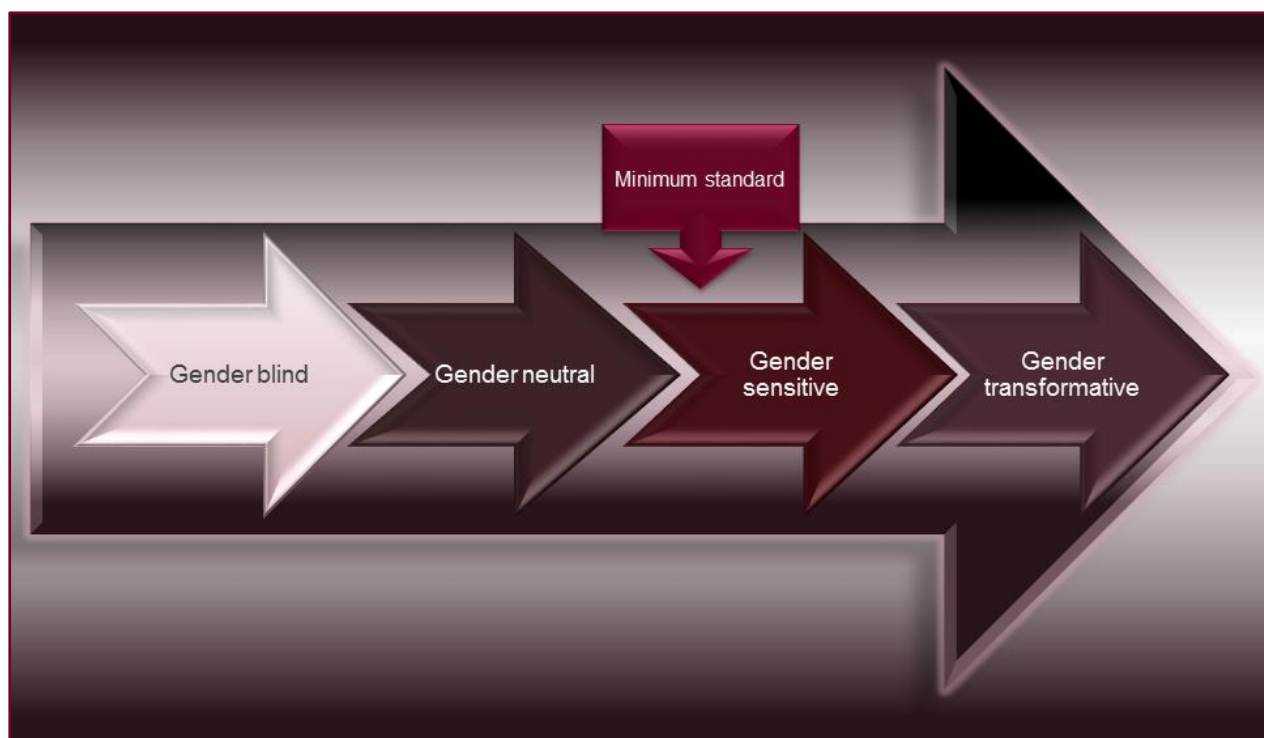 Minimum standard
Gender blind
Gender neutral
Gender
sensitive
Gender
transformative